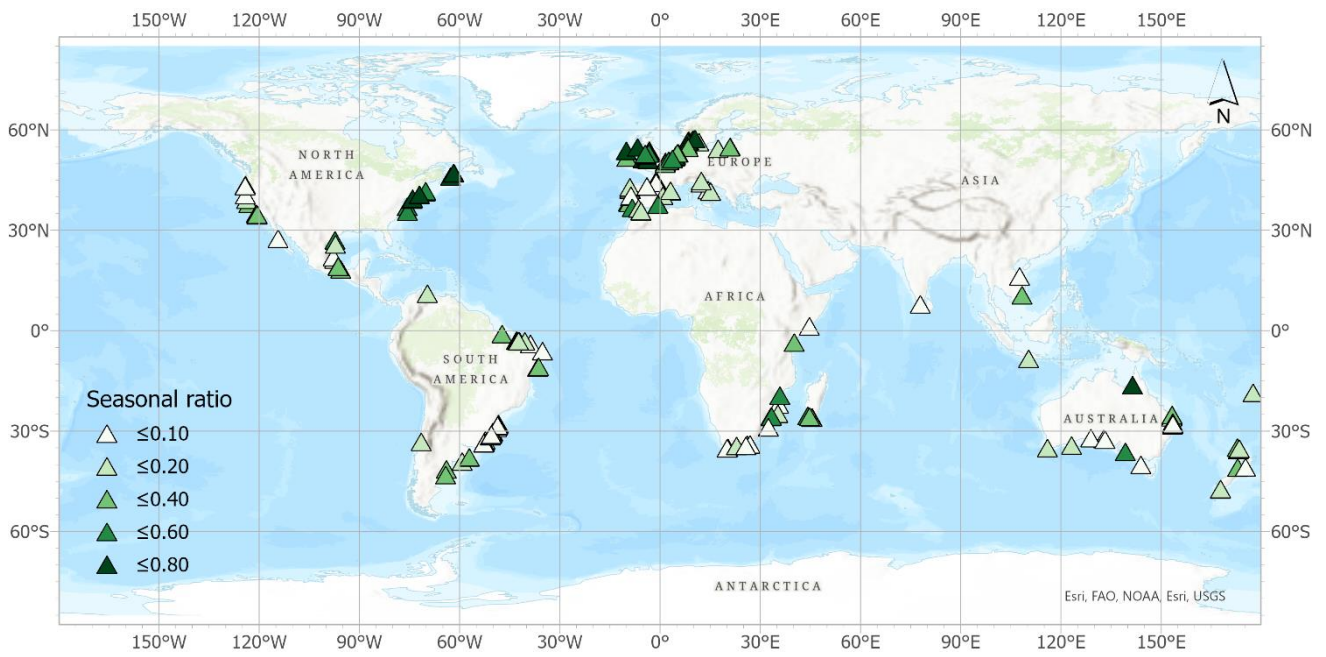 150°W 120°W 90°W 60°W 30°W 0° 30°E 60°E 90°E 120°E 150°E
N
60°N 60°N
NORTH
AMERICA
EUROPE
ASIA
30°N 30°N
AFRICA
0° 0°
SOUTH
AMERICA
Seasonal ratio
AUSTRALIA
30°S
≤0.10
≤0.20
≤0.40
≤0.60
≤0.80
60°S
ANTARCTICA
Esri, FAO, NOAA, Esri, USGS
150°W 120°W 90°W 60°W 30°W 0° 30°E 60°E 90°E 120°E 150°E